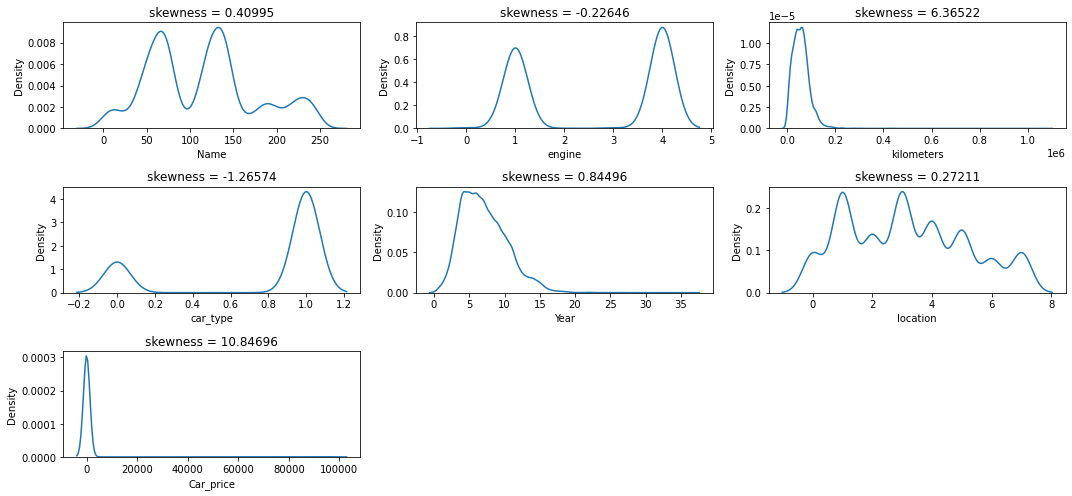 skewness = 0.40995
0.008
0.006
0.004
0.002
0.000
Density
0 50 100 150 200 250
Name
skewness = -0.22646
0.8
0.6
0.4
0.2
0.0
Density
−1 0 1 2 3 4 5
engine
skewness = 6.36522
1e−5
1.00
0.75
0.50
0.25
0.00
Density
0.0 0.2 0.4 0.6 0.8 1.0
1e6
kilometers
skewness = -1.26574
4
3
2
1
0
Density
−0.2 0.0 0.2 0.4 0.6 0.8 1.0 1.2
car_type
skewness = 0.84496
0.10
0.05
0.00
Density
0 5 10 15 20 25 30 35
Year
skewness = 0.27211
0.2
0.1
0.0
Density
0 2 4 6 8
location
skewness = 10.84696
0.0003
0.0002
0.0001
0.0000
Density
0 20000 40000 60000 80000 100000
Car_price